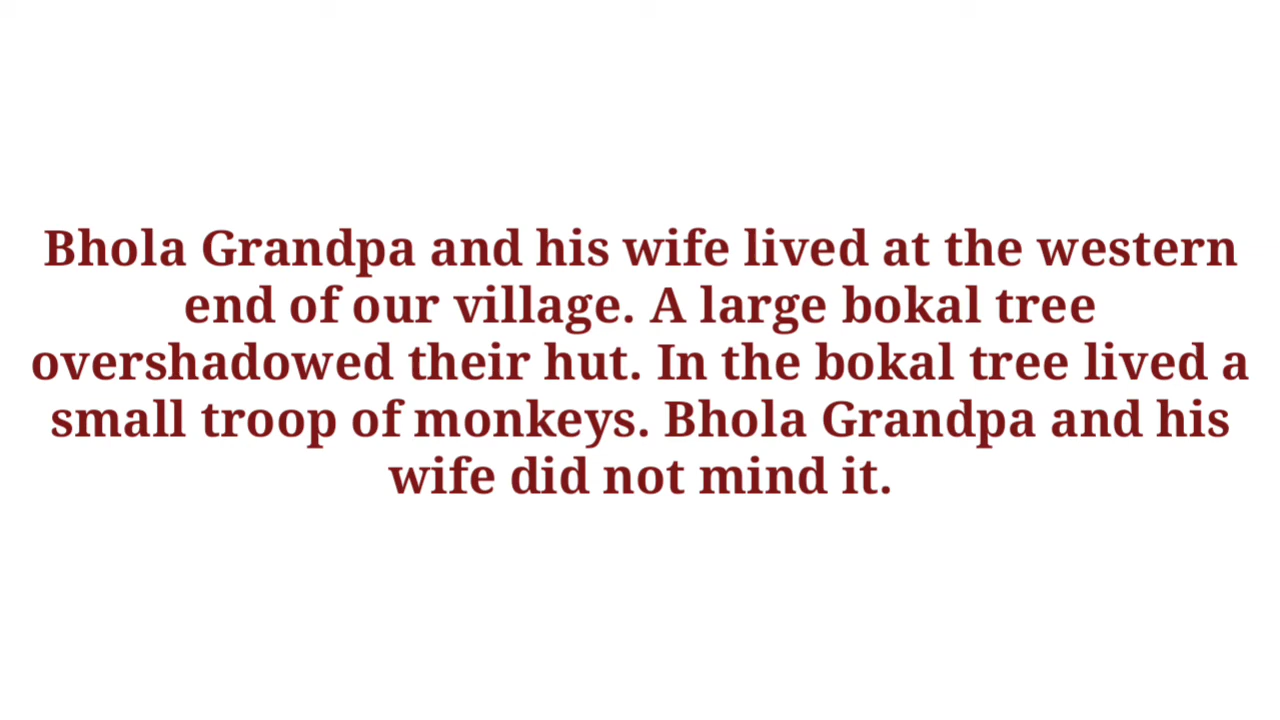 Bhola Grandpa and his wife lived at the western
end of our village. A large bokal tree
overshadowed their hut. In the bokal tree lived a
small troop of monkeys. Bhola Grandpa and his
wife did not mind it.